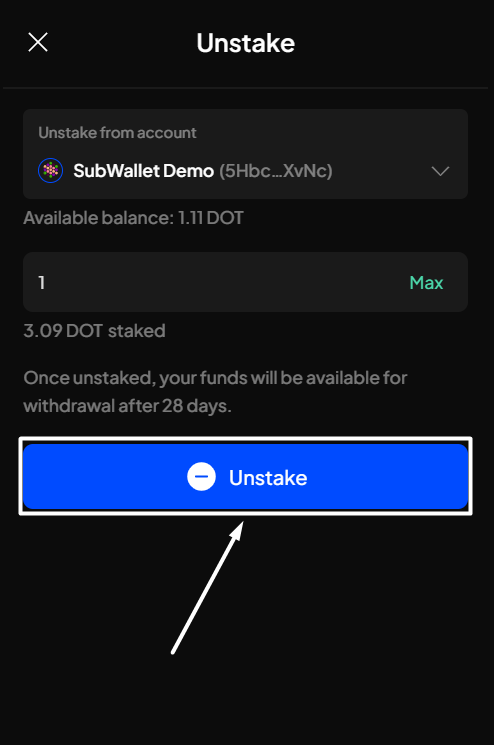 Unstake
Unstake from account
SubWallet Demo (5Hbc...XvNc)
Available balance: 1.11 DOT
1 Max
3.09 DOT staked
Once unstaked, your funds will be available for
withdrawal after 28 days.
Unstake